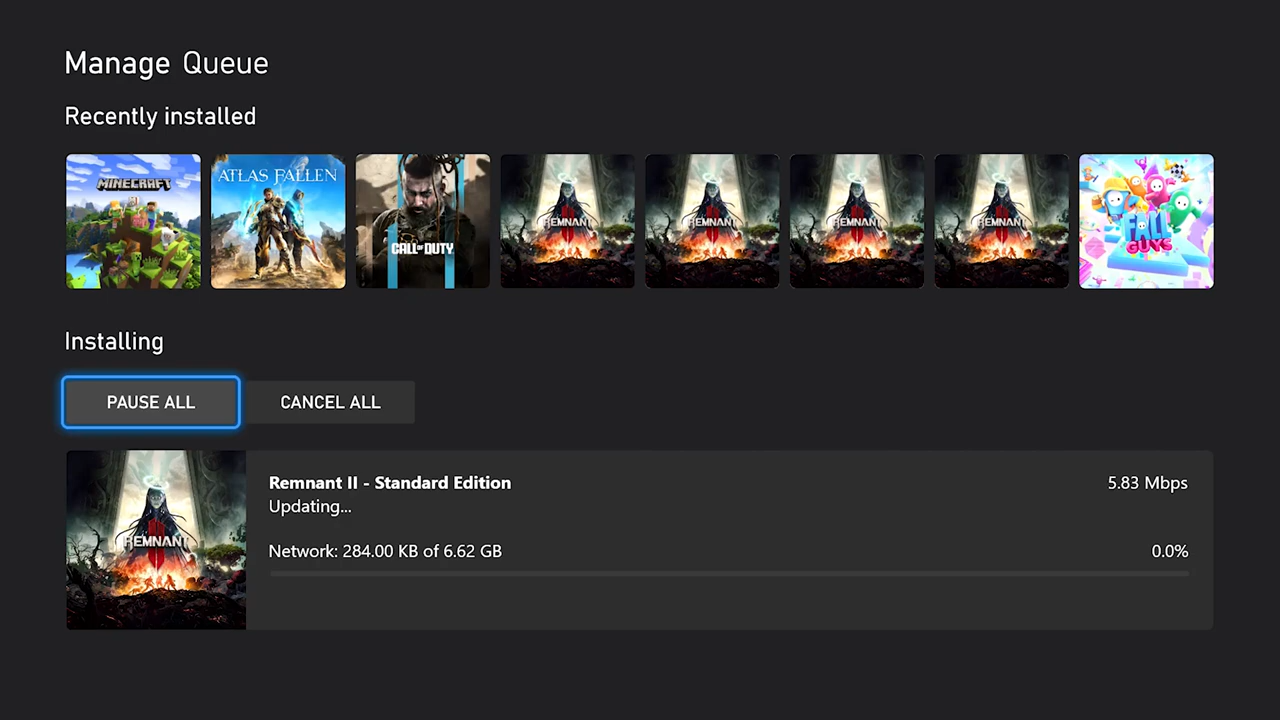 Manage Queue
Recently installed
MINECRAFT
ATLAS FALLEN
CALL OF DUTY
REMNANT
REMNANT
REMNANT
REMNANT
FALL
GUYS
Installing
PAUSE ALL
CANCEL ALL
REMNANT
Remnant II - Standard Edition
5.83 Mbps
Updating...
Network: 284.00 KB of 6.62 GB
0.0%